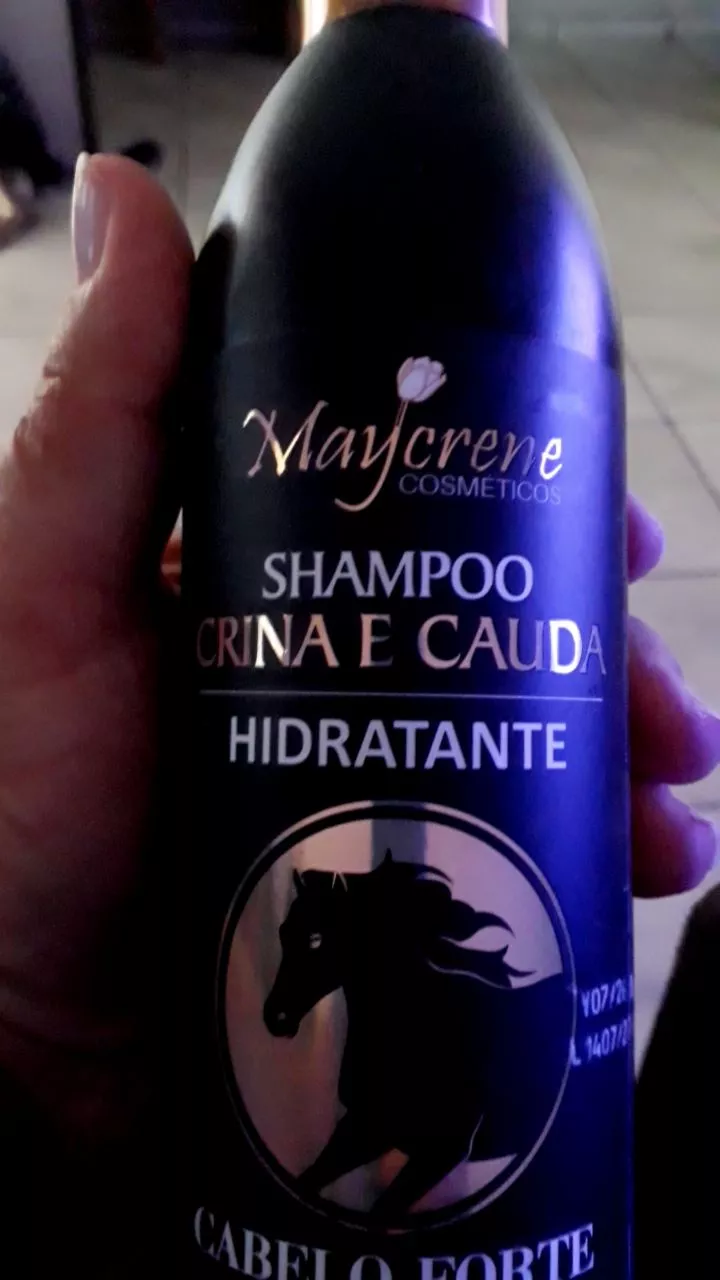 Maycrene
COSMÉTICOS
SHAMPOO
CRINA E CAUDA
HIDRATANTE
CABELO FORTE